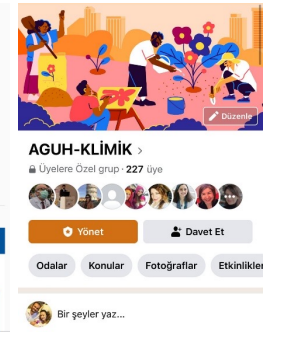 Düzenle
AGUH-KLİMİK >
Üyelere Özel grup · 227 üye
Yönet
Davet Et
Odalar
Konular
Fotoğraflar
Etkinlikler
Bir şeyler yaz...